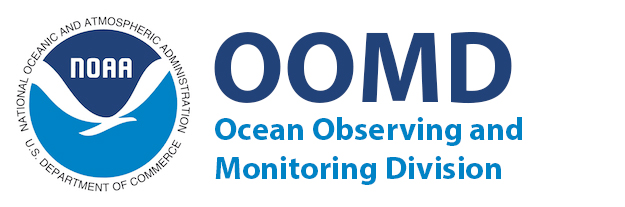 NATIONAL OCEANIC AND ATMOSPHERIC ADMINISTRATION
NOAA
U.S. DEPARTMENT OF COMMERCE
OOMD
Ocean Observing and
Monitoring Division